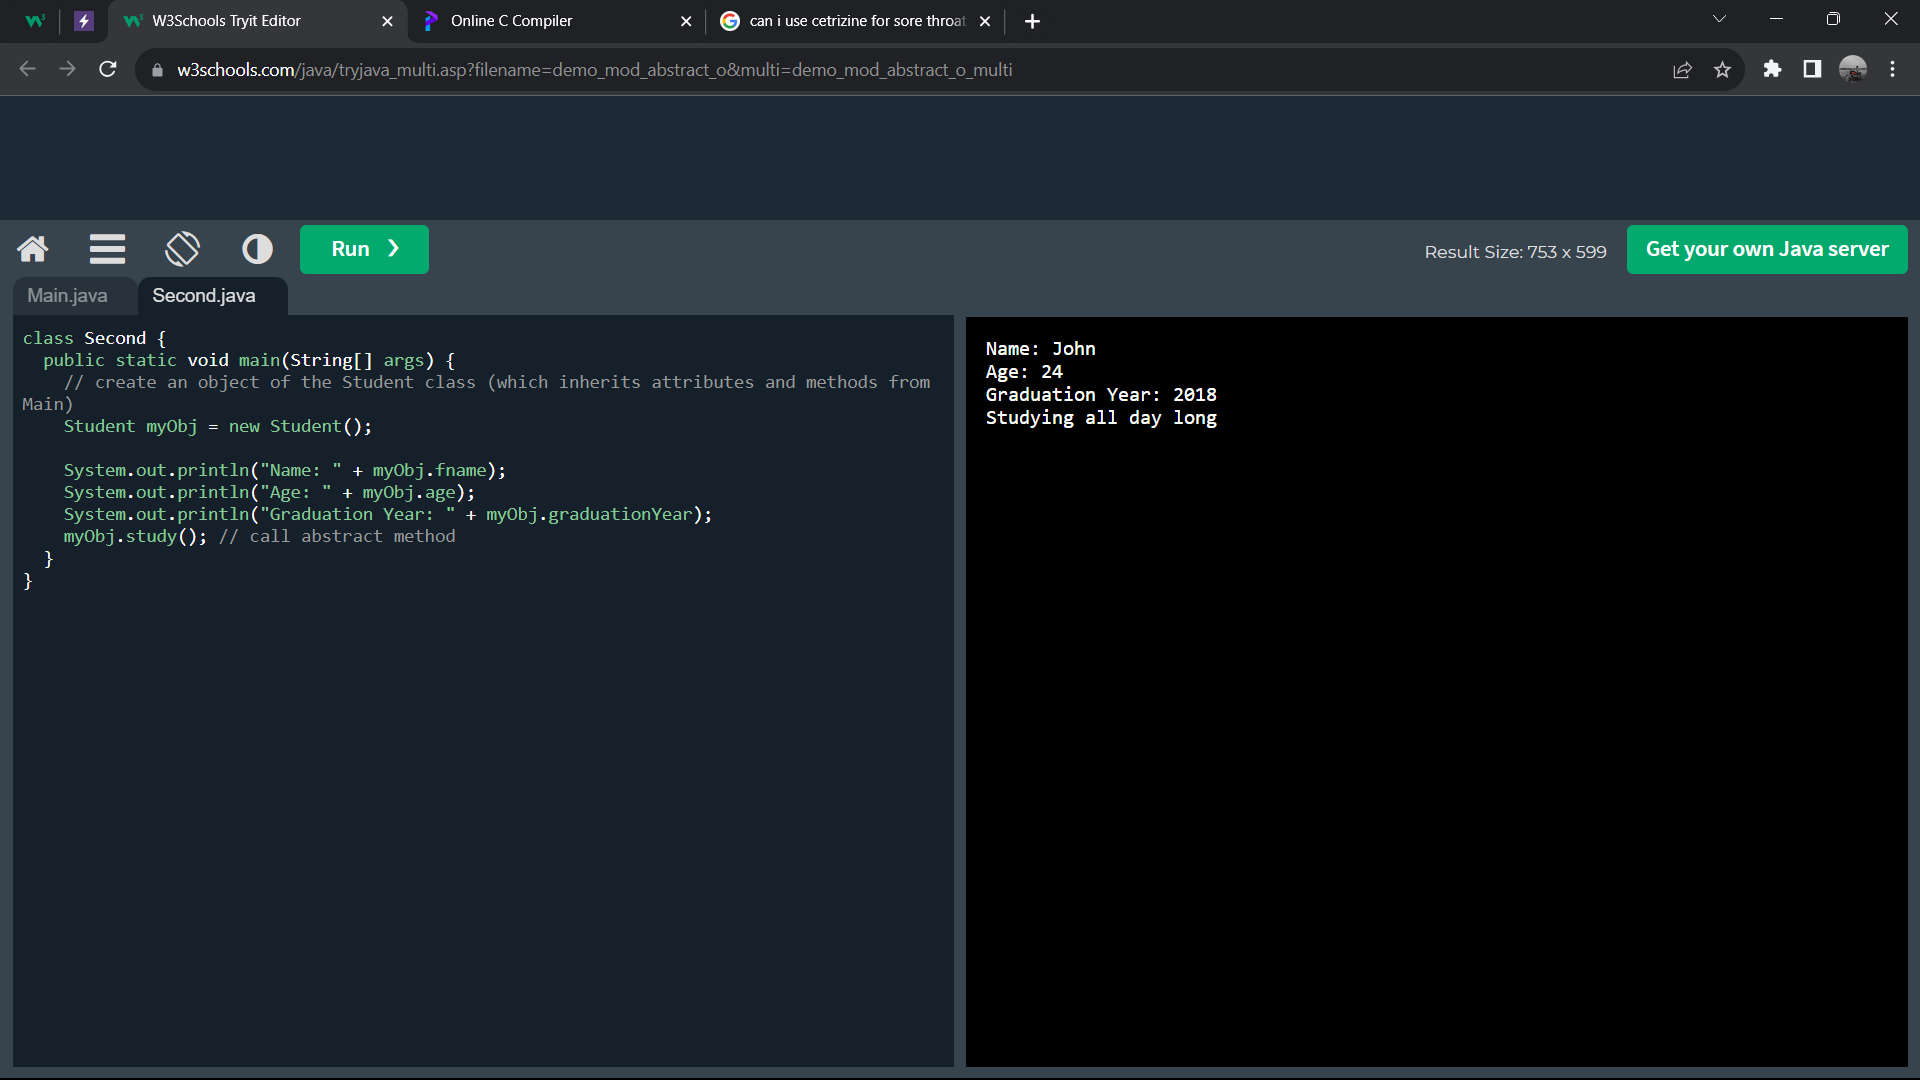 W3Schools Tryit Editor
Online C Compiler
can i use cetrizine for sore throat
w3schools.com/java/tryjava_multi.asp?filename=demo_mod_abstract_o&multi=demo_mod_abstract_o_multi
Run ❯
Result Size: 753 x 599
Get your own Java server
Main.java
Second.java
class Second {
  public static void main(String[] args) {
    // create an object of the Student class (which inherits attributes and methods from
Main)
    Student myObj = new Student();
    System.out.println("Name: " + myObj.fname);
    System.out.println("Age: " + myObj.age);
    System.out.println("Graduation Year: " + myObj.graduationYear);
    myObj.study(); // call abstract method
  }
}
Name: John
Age: 24
Graduation Year: 2018
Studying all day long